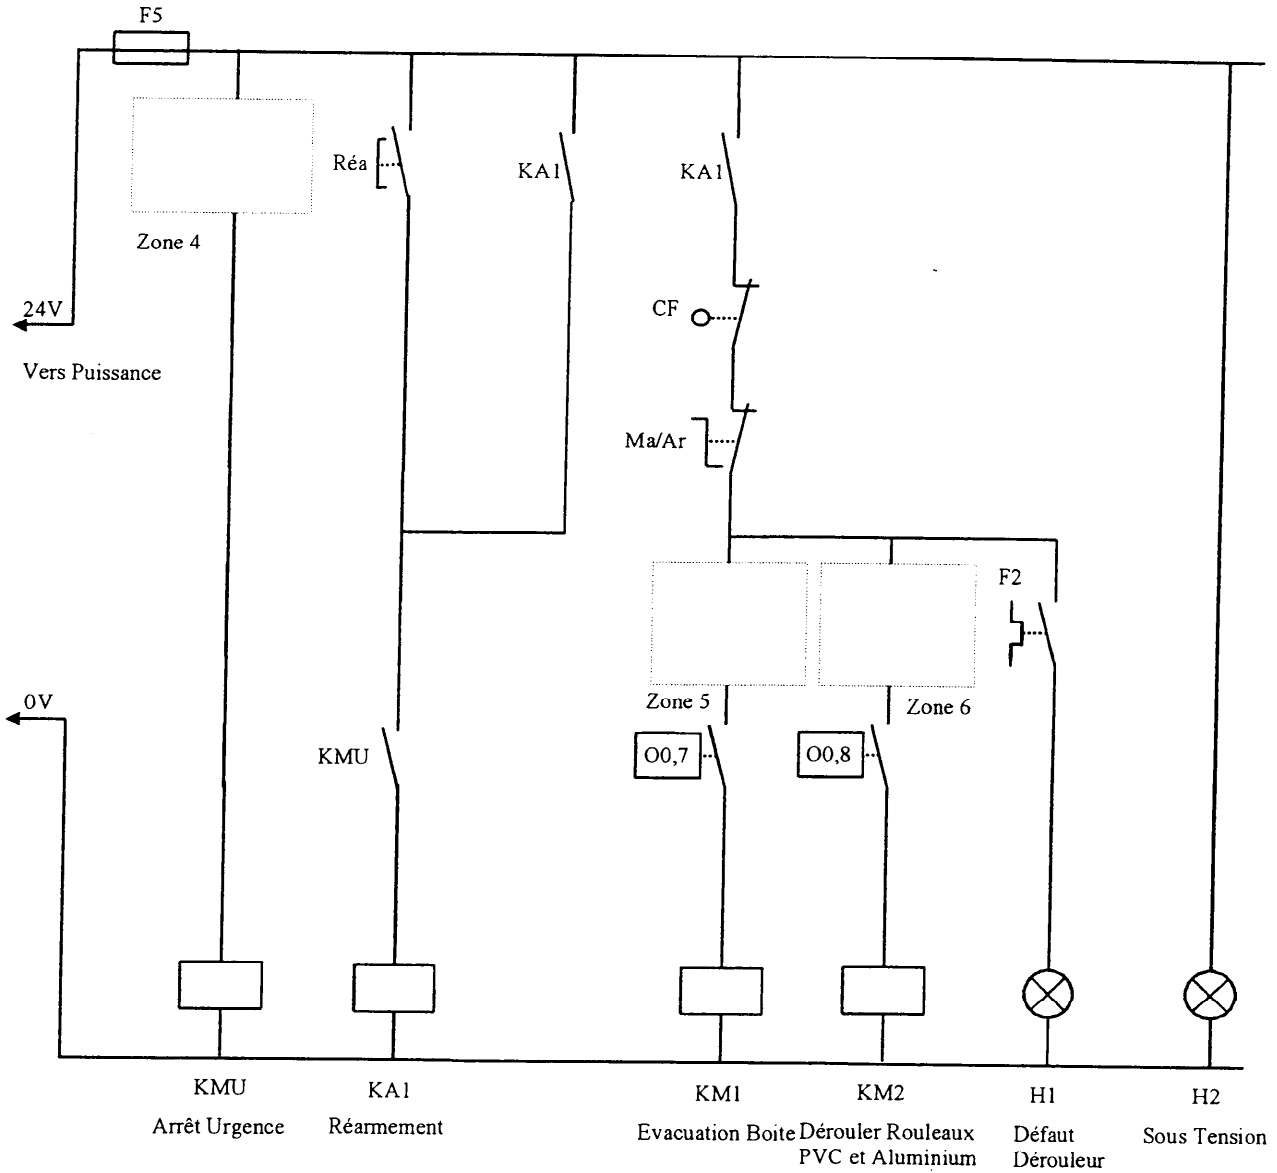 F5
Réa
KA1
KA1
Zone 4
24V
CF
Vers Puissance
Ma/Ar
F2
Zone 5
Zone 6
0V
KMU
O0,7
O0,8
KMU
KA1
KM1
KM2
H1
H2
Arrêt Urgence
Réarmement
Evacuation Boite
Dérouler Rouleaux
PVC et Aluminium
Défaut
Dérouleur
Sous Tension